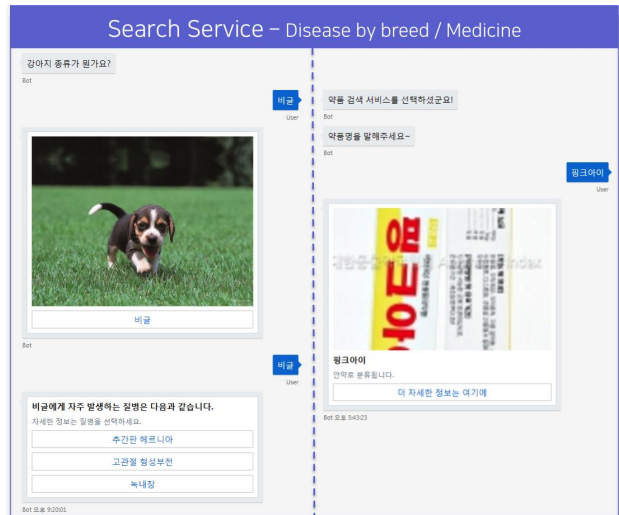 Search Service – Disease by breed / Medicine
강아지 종류가 뭔가요?
Bot
비글
User
비글
Bot
비글
User
비글에게 자주 발생하는 질병은 다음과 같습니다.
자세한 정보는 질병을 선택하세요.
추간판 헤르니아
고관절 형성부전
녹내장
Bot 오후 9:20:01
약품 검색 서비스를 선택하셨군요!
Bot
약품명을 말해주세요~
Bot
핑크아이
User
핑크아이
안약로 분류됩니다.
더 자세한 정보는 여기에
Bot 오후 5:43:23